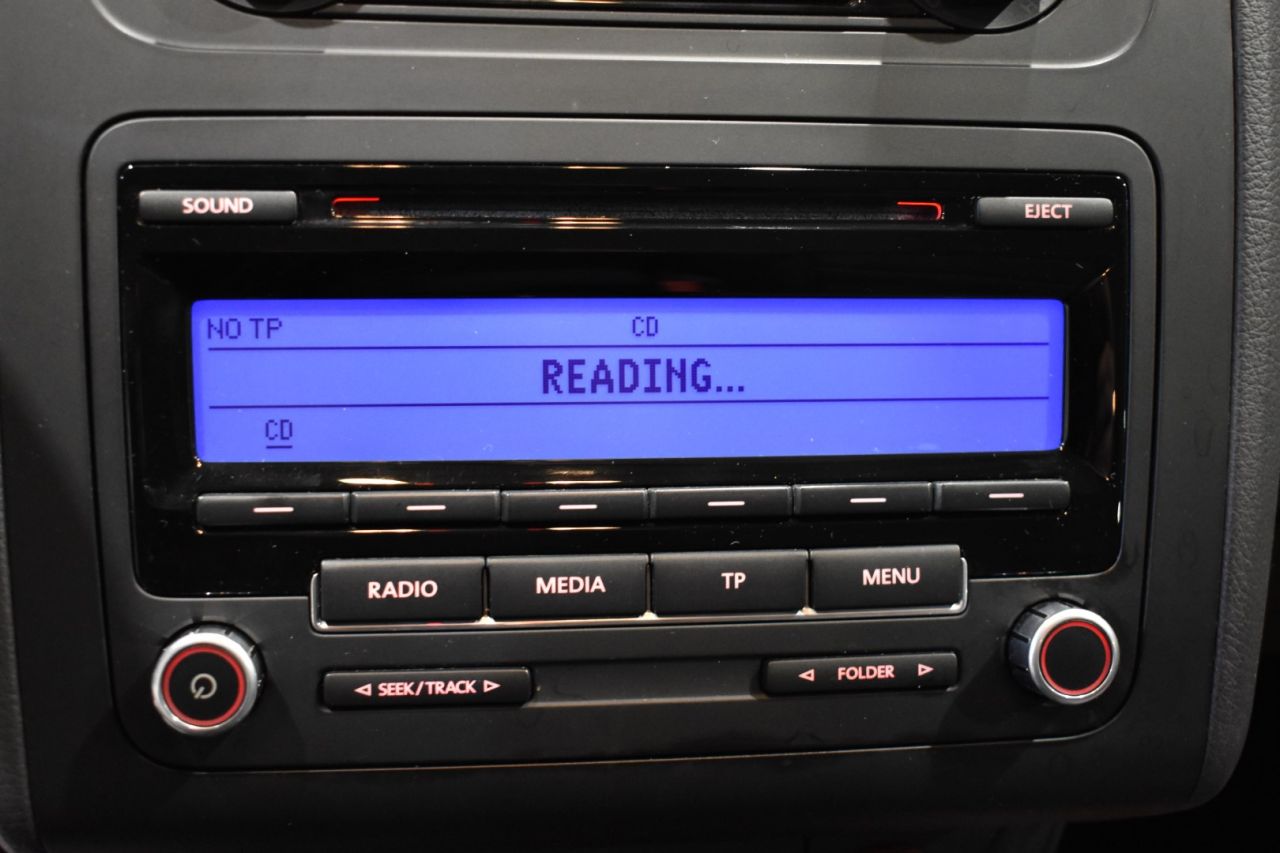 SOUND EJECT
NO TP CD
READING...
CD
RADIO MEDIA TP MENU
SEEK/TRACK FOLDER